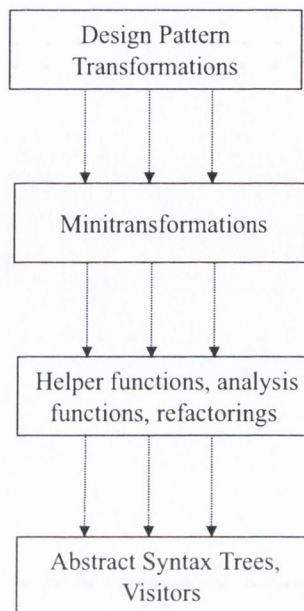 Design Pattern
Transformations
Minitransformations
Helper functions, analysis
functions, refactorings
Abstract Syntax Trees,
Visitors